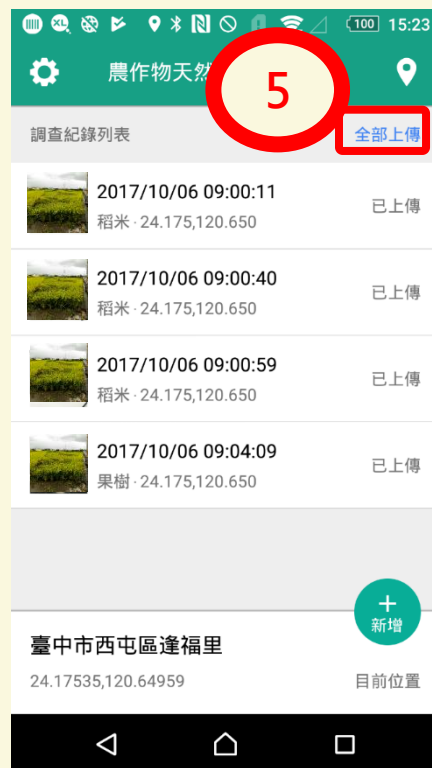 100 15:23
農作物天然
5
調查紀錄列表 全部上傳
2017/10/06 09:00:11
稻米 · 24.175,120.650 已上傳
2017/10/06 09:00:40
稻米 · 24.175,120.650 已上傳
2017/10/06 09:00:59
稻米 · 24.175,120.650 已上傳
2017/10/06 09:04:09
果樹 · 24.175,120.650 已上傳
+
新增
臺中市西屯區逢福里
24.17535,120.64959 目前位置